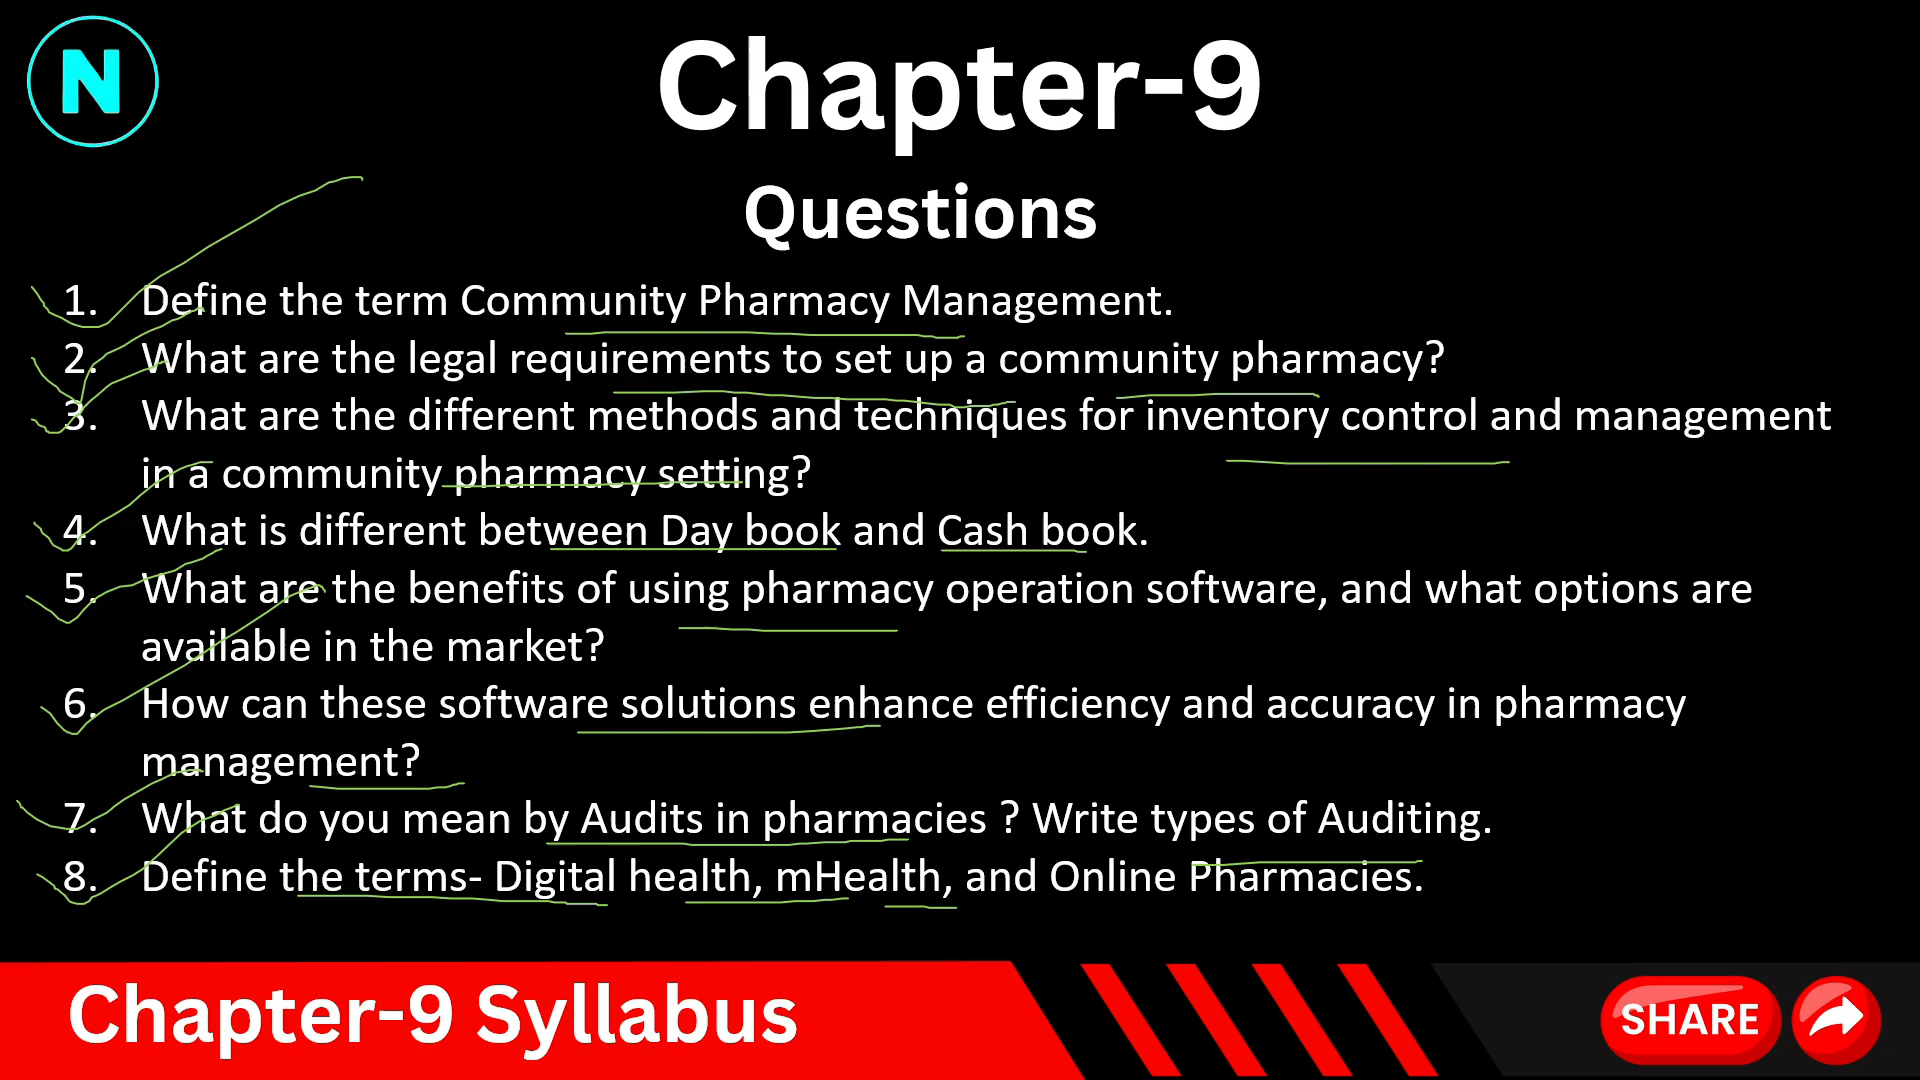 N
Chapter-9
Questions
1. Define the term Community Pharmacy Management.
2. What are the legal requirements to set up a community pharmacy?
3. What are the different methods and techniques for inventory control and management
in a community pharmacy setting?
4. What is different between Day book and Cash book.
5. What are the benefits of using pharmacy operation software, and what options are
available in the market?
6. How can these software solutions enhance efficiency and accuracy in pharmacy
management?
7. What do you mean by Audits in pharmacies ? Write types of Auditing.
8. Define the terms- Digital health, mHealth, and Online Pharmacies.
Chapter-9 Syllabus
SHARE